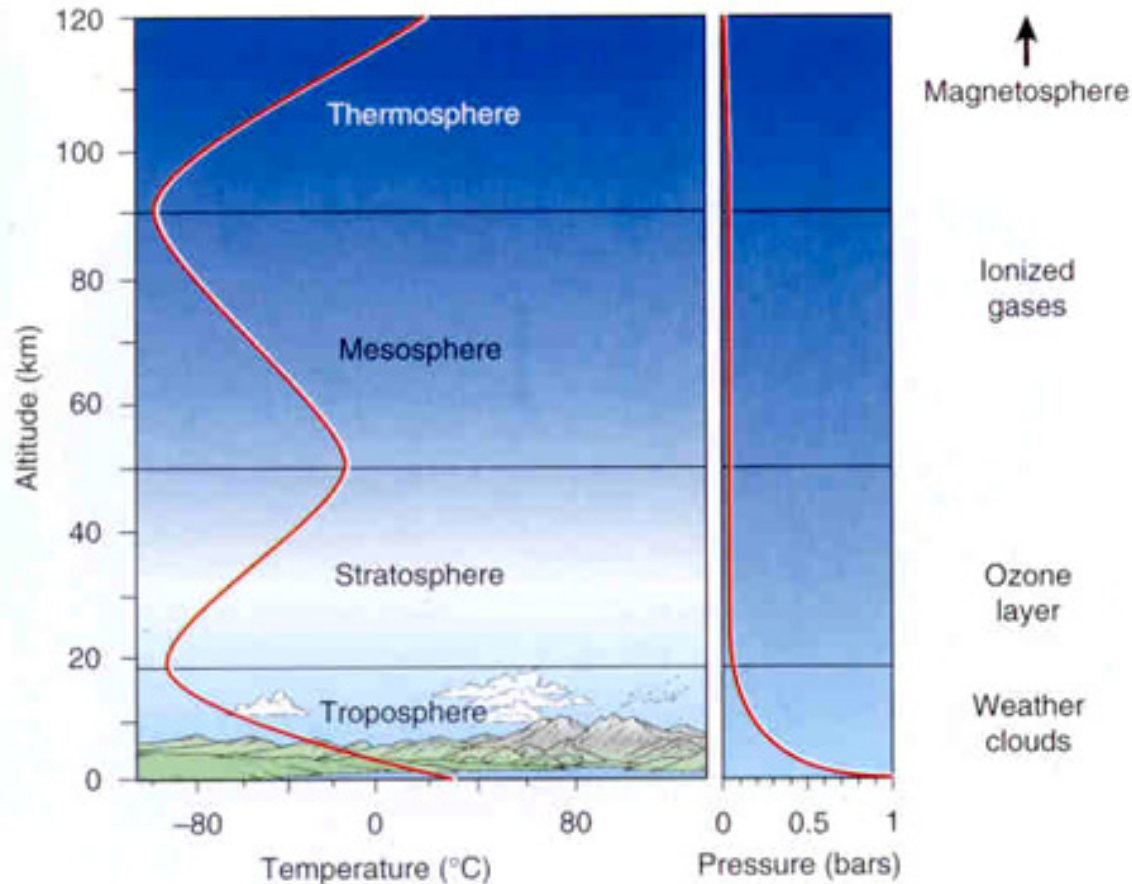 120
100
80
60
40
20
0
Altitude (km)
Thermosphere
Mesosphere
Stratosphere
Troposphere
–80
0
80
Temperature (°C)
0
0.5
1
Pressure (bars)
Magnetosphere
Ionized
gases
Ozone
layer
Weather
clouds